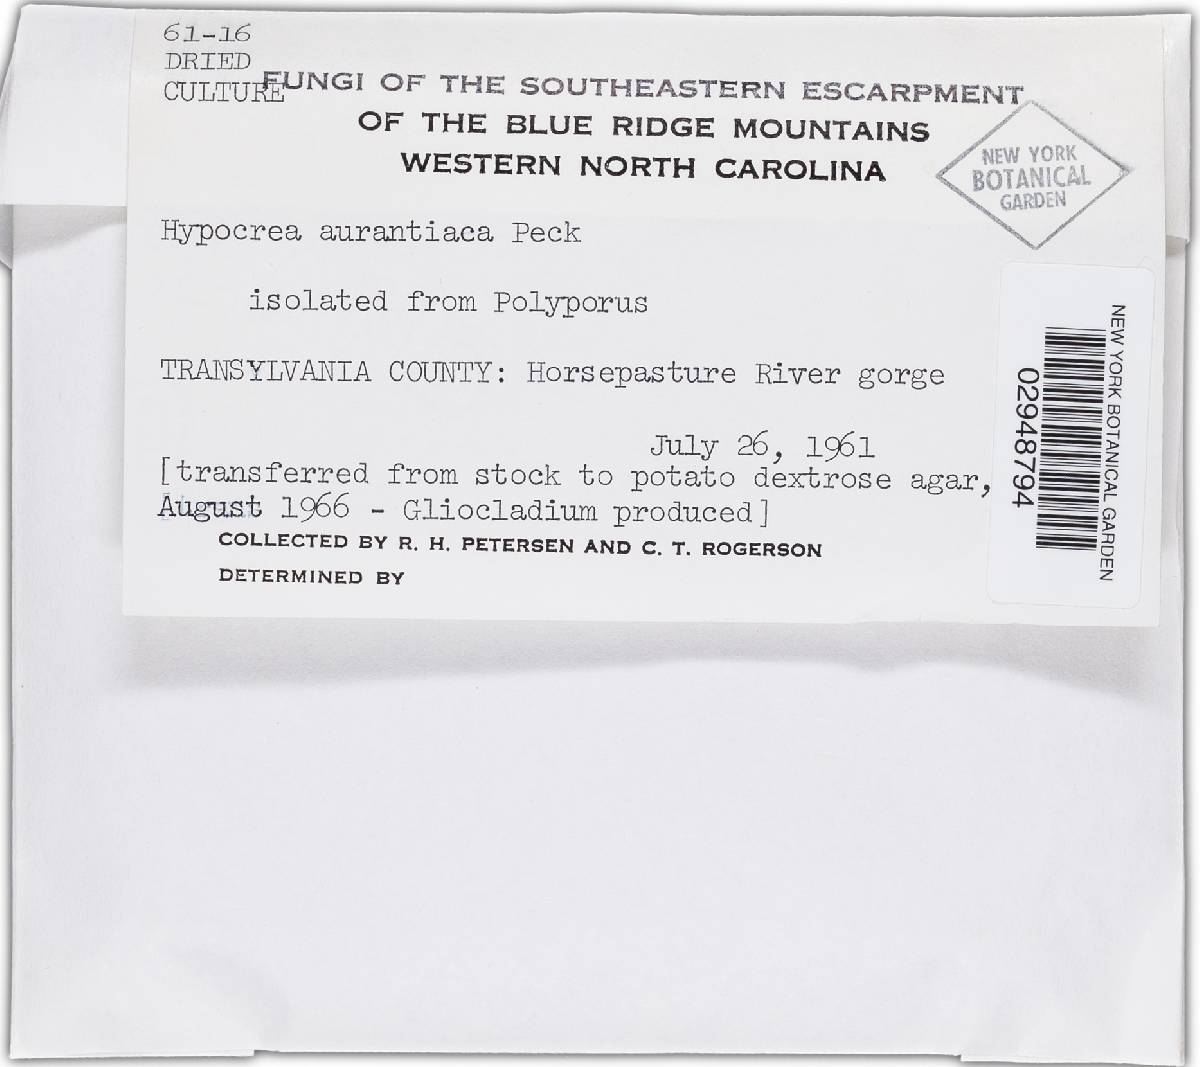 61-16
DRIED
CULTURE
FUNGI OF THE SOUTHEASTERN ESCARPMENT
OF THE BLUE RIDGE MOUNTAINS
WESTERN NORTH CAROLINA
NEW YORK
BOTANICAL
GARDEN
Hypocrea aurantiaca Peck
isolated from Polyporus
TRANSYLVANIA COUNTY: Horsepasture River gorge
July 26, 1961
[transferred from stock to potato dextrose agar,
August 1966 - Gliocladium produced]
COLLECTED BY R. H. PETERSEN AND C. T. ROGERSON
DETERMINED BY
NEW YORK BOTANICAL GARDEN
02948794